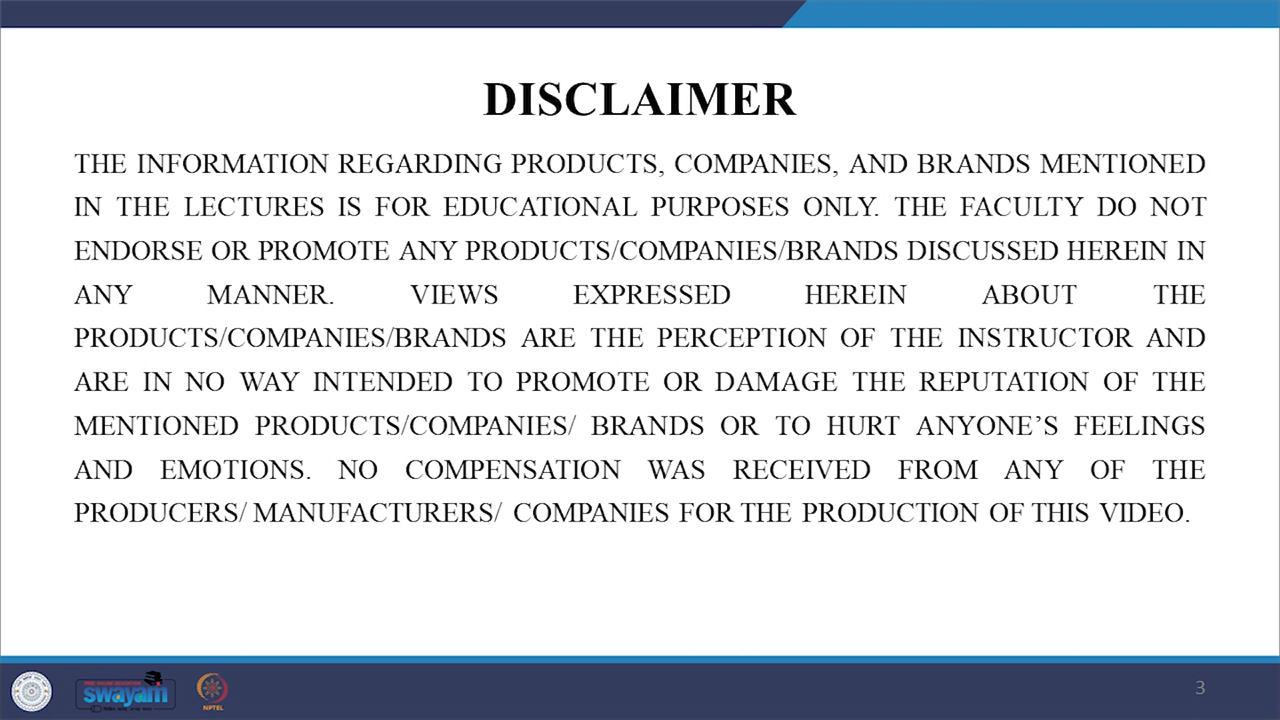 DISCLAIMER
THE INFORMATION REGARDING PRODUCTS, COMPANIES, AND BRANDS MENTIONED
IN THE LECTURES IS FOR EDUCATIONAL PURPOSES ONLY. THE FACULTY DO NOT
ENDORSE OR PROMOTE ANY PRODUCTS/COMPANIES/BRANDS DISCUSSED HEREIN IN
ANY MANNER. VIEWS EXPRESSED HEREIN ABOUT THE
PRODUCTS/COMPANIES/BRANDS ARE THE PERCEPTION OF THE INSTRUCTOR AND
ARE IN NO WAY INTENDED TO PROMOTE OR DAMAGE THE REPUTATION OF THE
MENTIONED PRODUCTS/COMPANIES/ BRANDS OR TO HURT ANYONE’S FEELINGS
AND EMOTIONS. NO COMPENSATION WAS RECEIVED FROM ANY OF THE
PRODUCERS/ MANUFACTURERS/ COMPANIES FOR THE PRODUCTION OF THIS VIDEO.
swayam
NPTEL
3